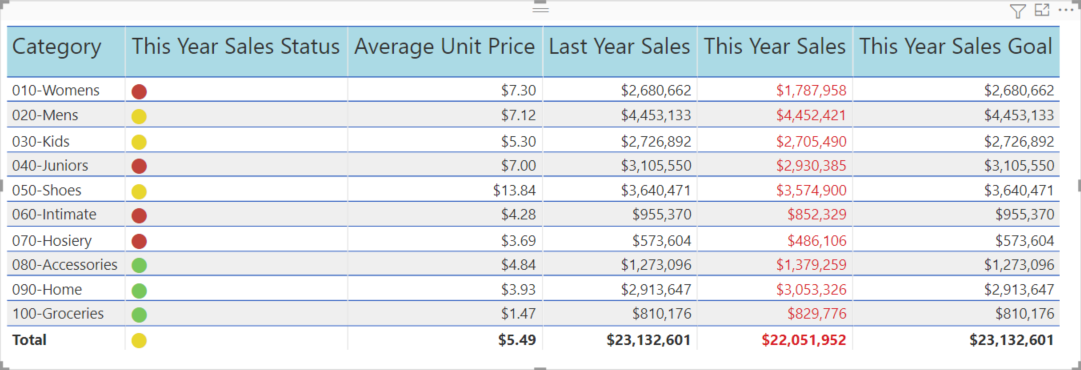 Category This Year Sales Status Average Unit Price Last Year Sales This Year Sales This Year Sales Goal
010-Womens $7.30 $2,680,662 $1,787,958 $2,680,662
020-Mens $7.12 $4,453,133 $4,452,421 $4,453,133
030-Kids $5.30 $2,726,892 $2,705,490 $2,726,892
040-Juniors $7.00 $3,105,550 $2,930,385 $3,105,550
050-Shoes $13.84 $3,640,471 $3,574,900 $3,640,471
060-Intimate $4.28 $955,370 $852,329 $955,370
070-Hosiery $3.69 $573,604 $486,106 $573,604
080-Accessories $4.84 $1,273,096 $1,379,259 $1,273,096
090-Home $3.93 $2,913,647 $3,053,326 $2,913,647
100-Groceries $1.47 $810,176 $829,776 $810,176
Total $5.49 $23,132,601 $22,051,952 $23,132,601